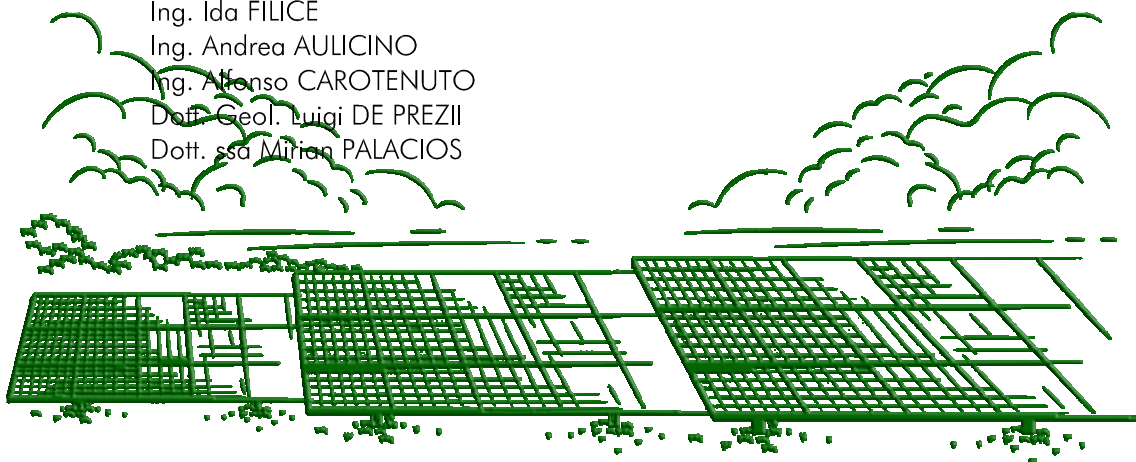 Ing. Ida FILICE
Ing. Andrea AULICINO
Ing. Alfonso CAROTENUTO
Dott. Geol. Luigi DE PREZII
Dott. ssa Mirian PALACIOS